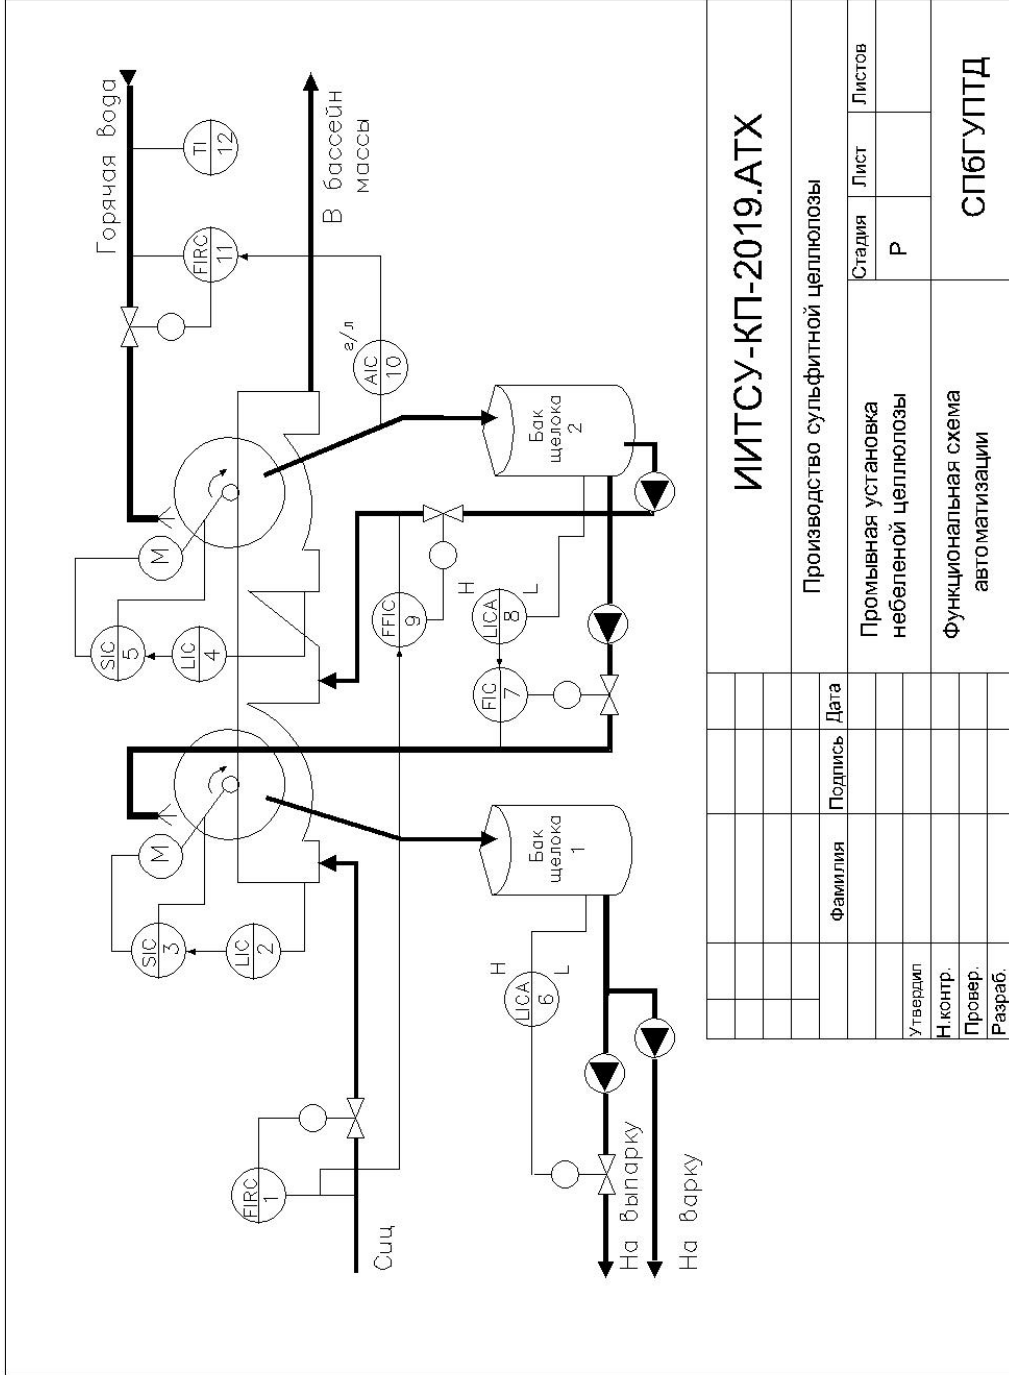 Горячая вода
SIC
5
M
M
SIC
3
LIC
4
TI
12
FIRC
11
LIC
2
FIRC
1
В бассейн
массы
г/л
AIC
10
Сиц
FFIC
9
H
LICA
8
L
FIC
7
Бак
щелока
2
Бак
щелока
1
H
LICA
6
L
На выпарку
На варку
ИИТСУ-КП-2019.АТХ
Производство сульфитной целлюлозы
Фамилия Подпись Дата
Промывная установка
небеленой целлюлозы
Стадия Лист Листов
Р
Утвердил
Н.контр.
Провер.
Разраб.
Функциональная схема
автоматизации
СПбГУПТД